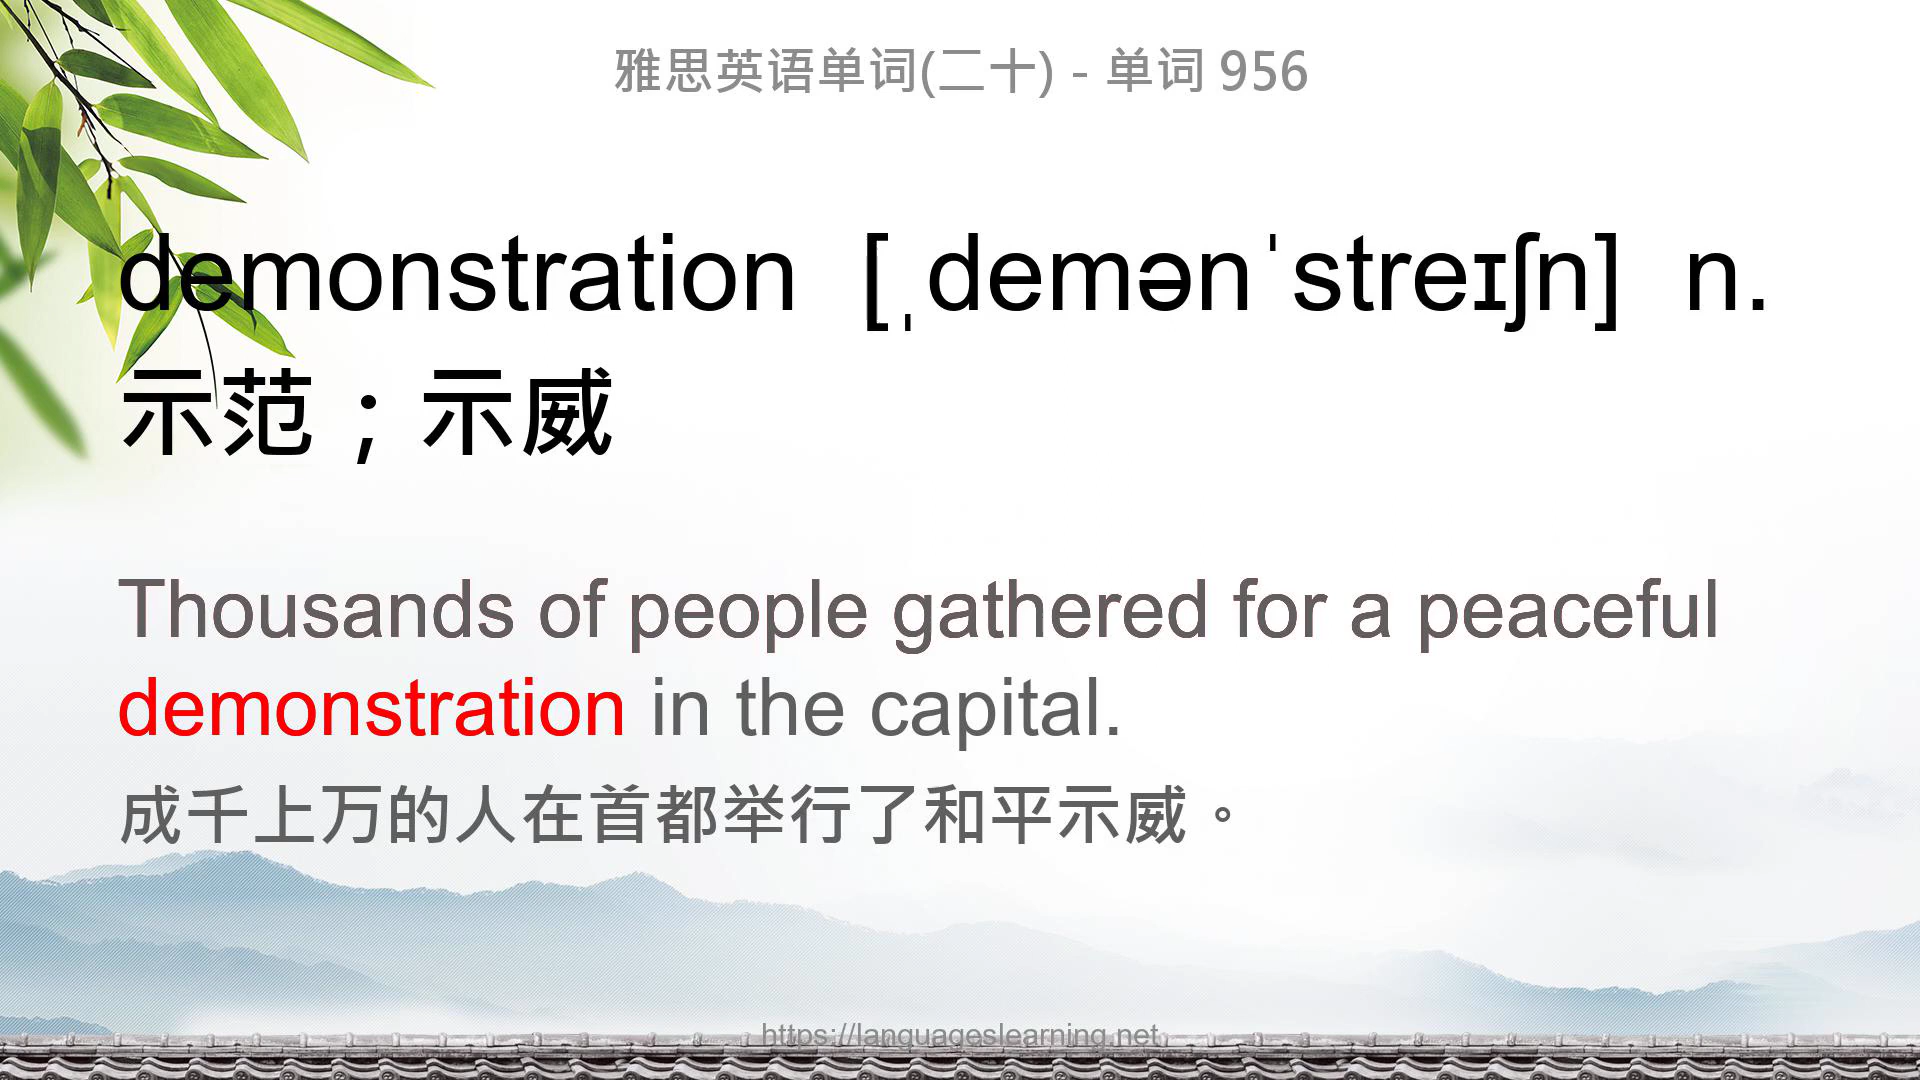 雅思英语单词(二十) - 单词 956
demonstration [ˌdemənˈstreɪʃn] n.
示范；示威
Thousands of people gathered for a peaceful
demonstration in the capital.
成千上万的人在首都举行了和平示威。
https://languageslearning.net